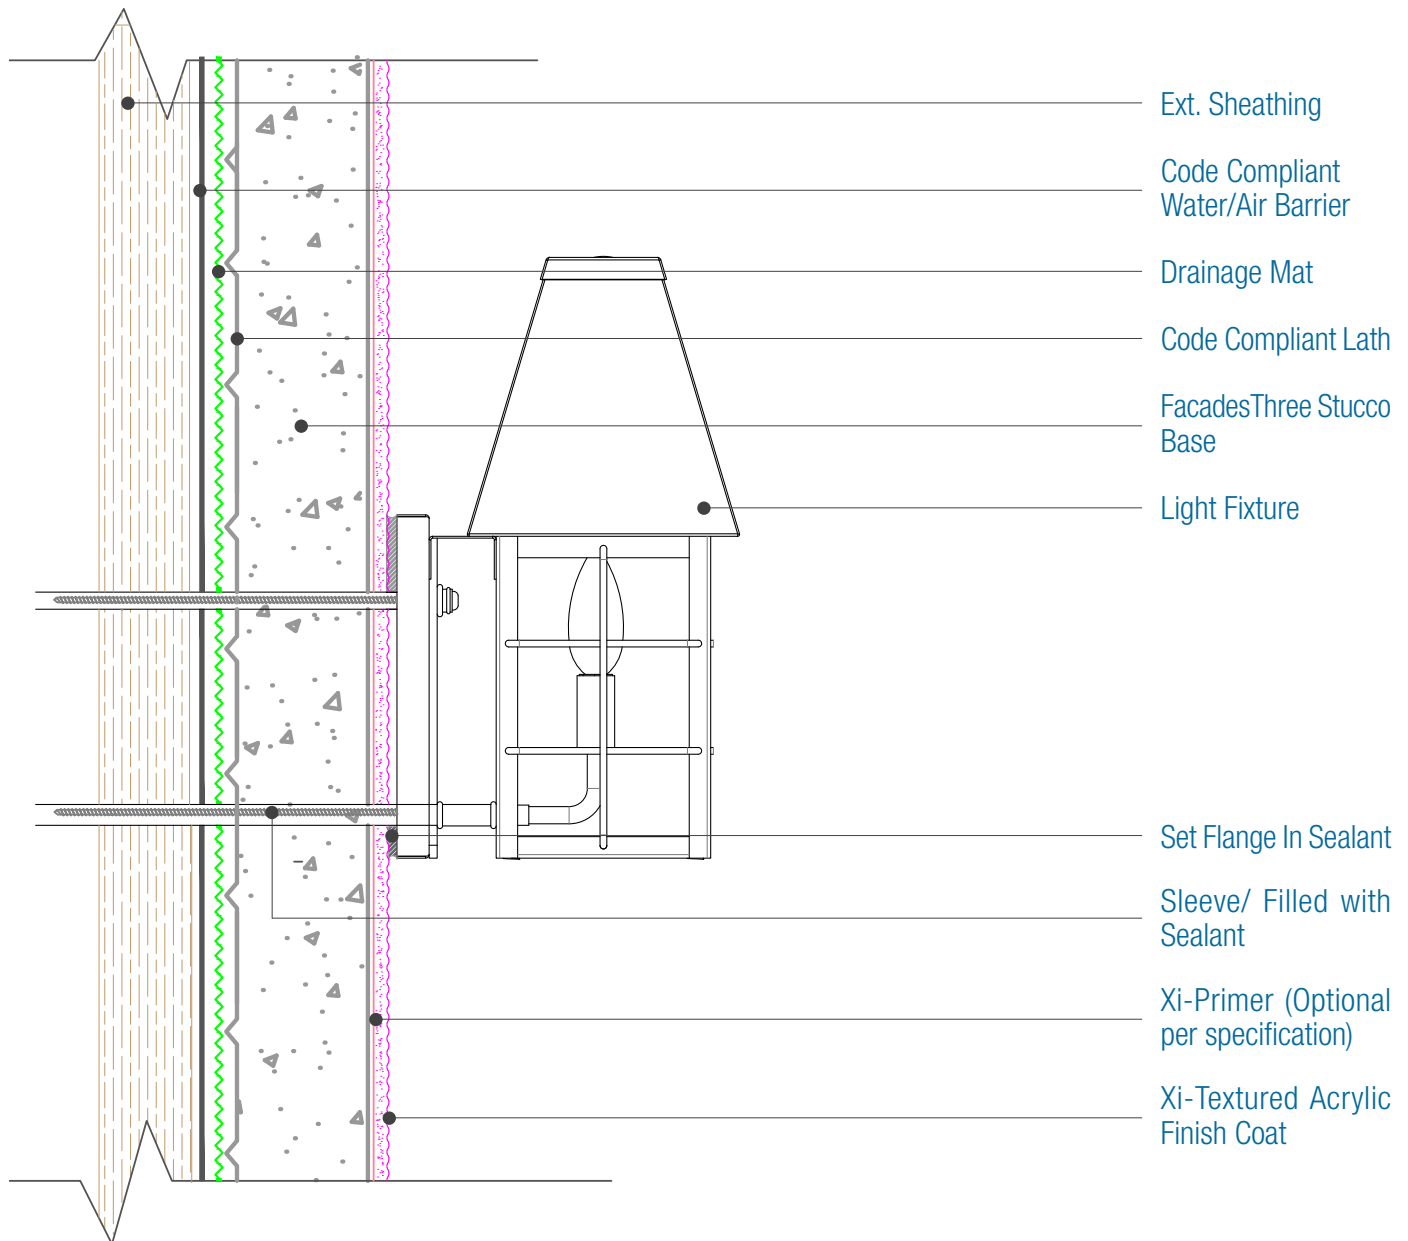 Ext. Sheathing
Code Compliant
Water/Air Barrier
Drainage Mat
Code Compliant Lath
FacadesThree Stucco
Base
Light Fixture
Set Flange In Sealant
Sleeve/ Filled with
Sealant
Xi-Primer (Optional
per specification)
Xi-Textured Acrylic
Finish Coat